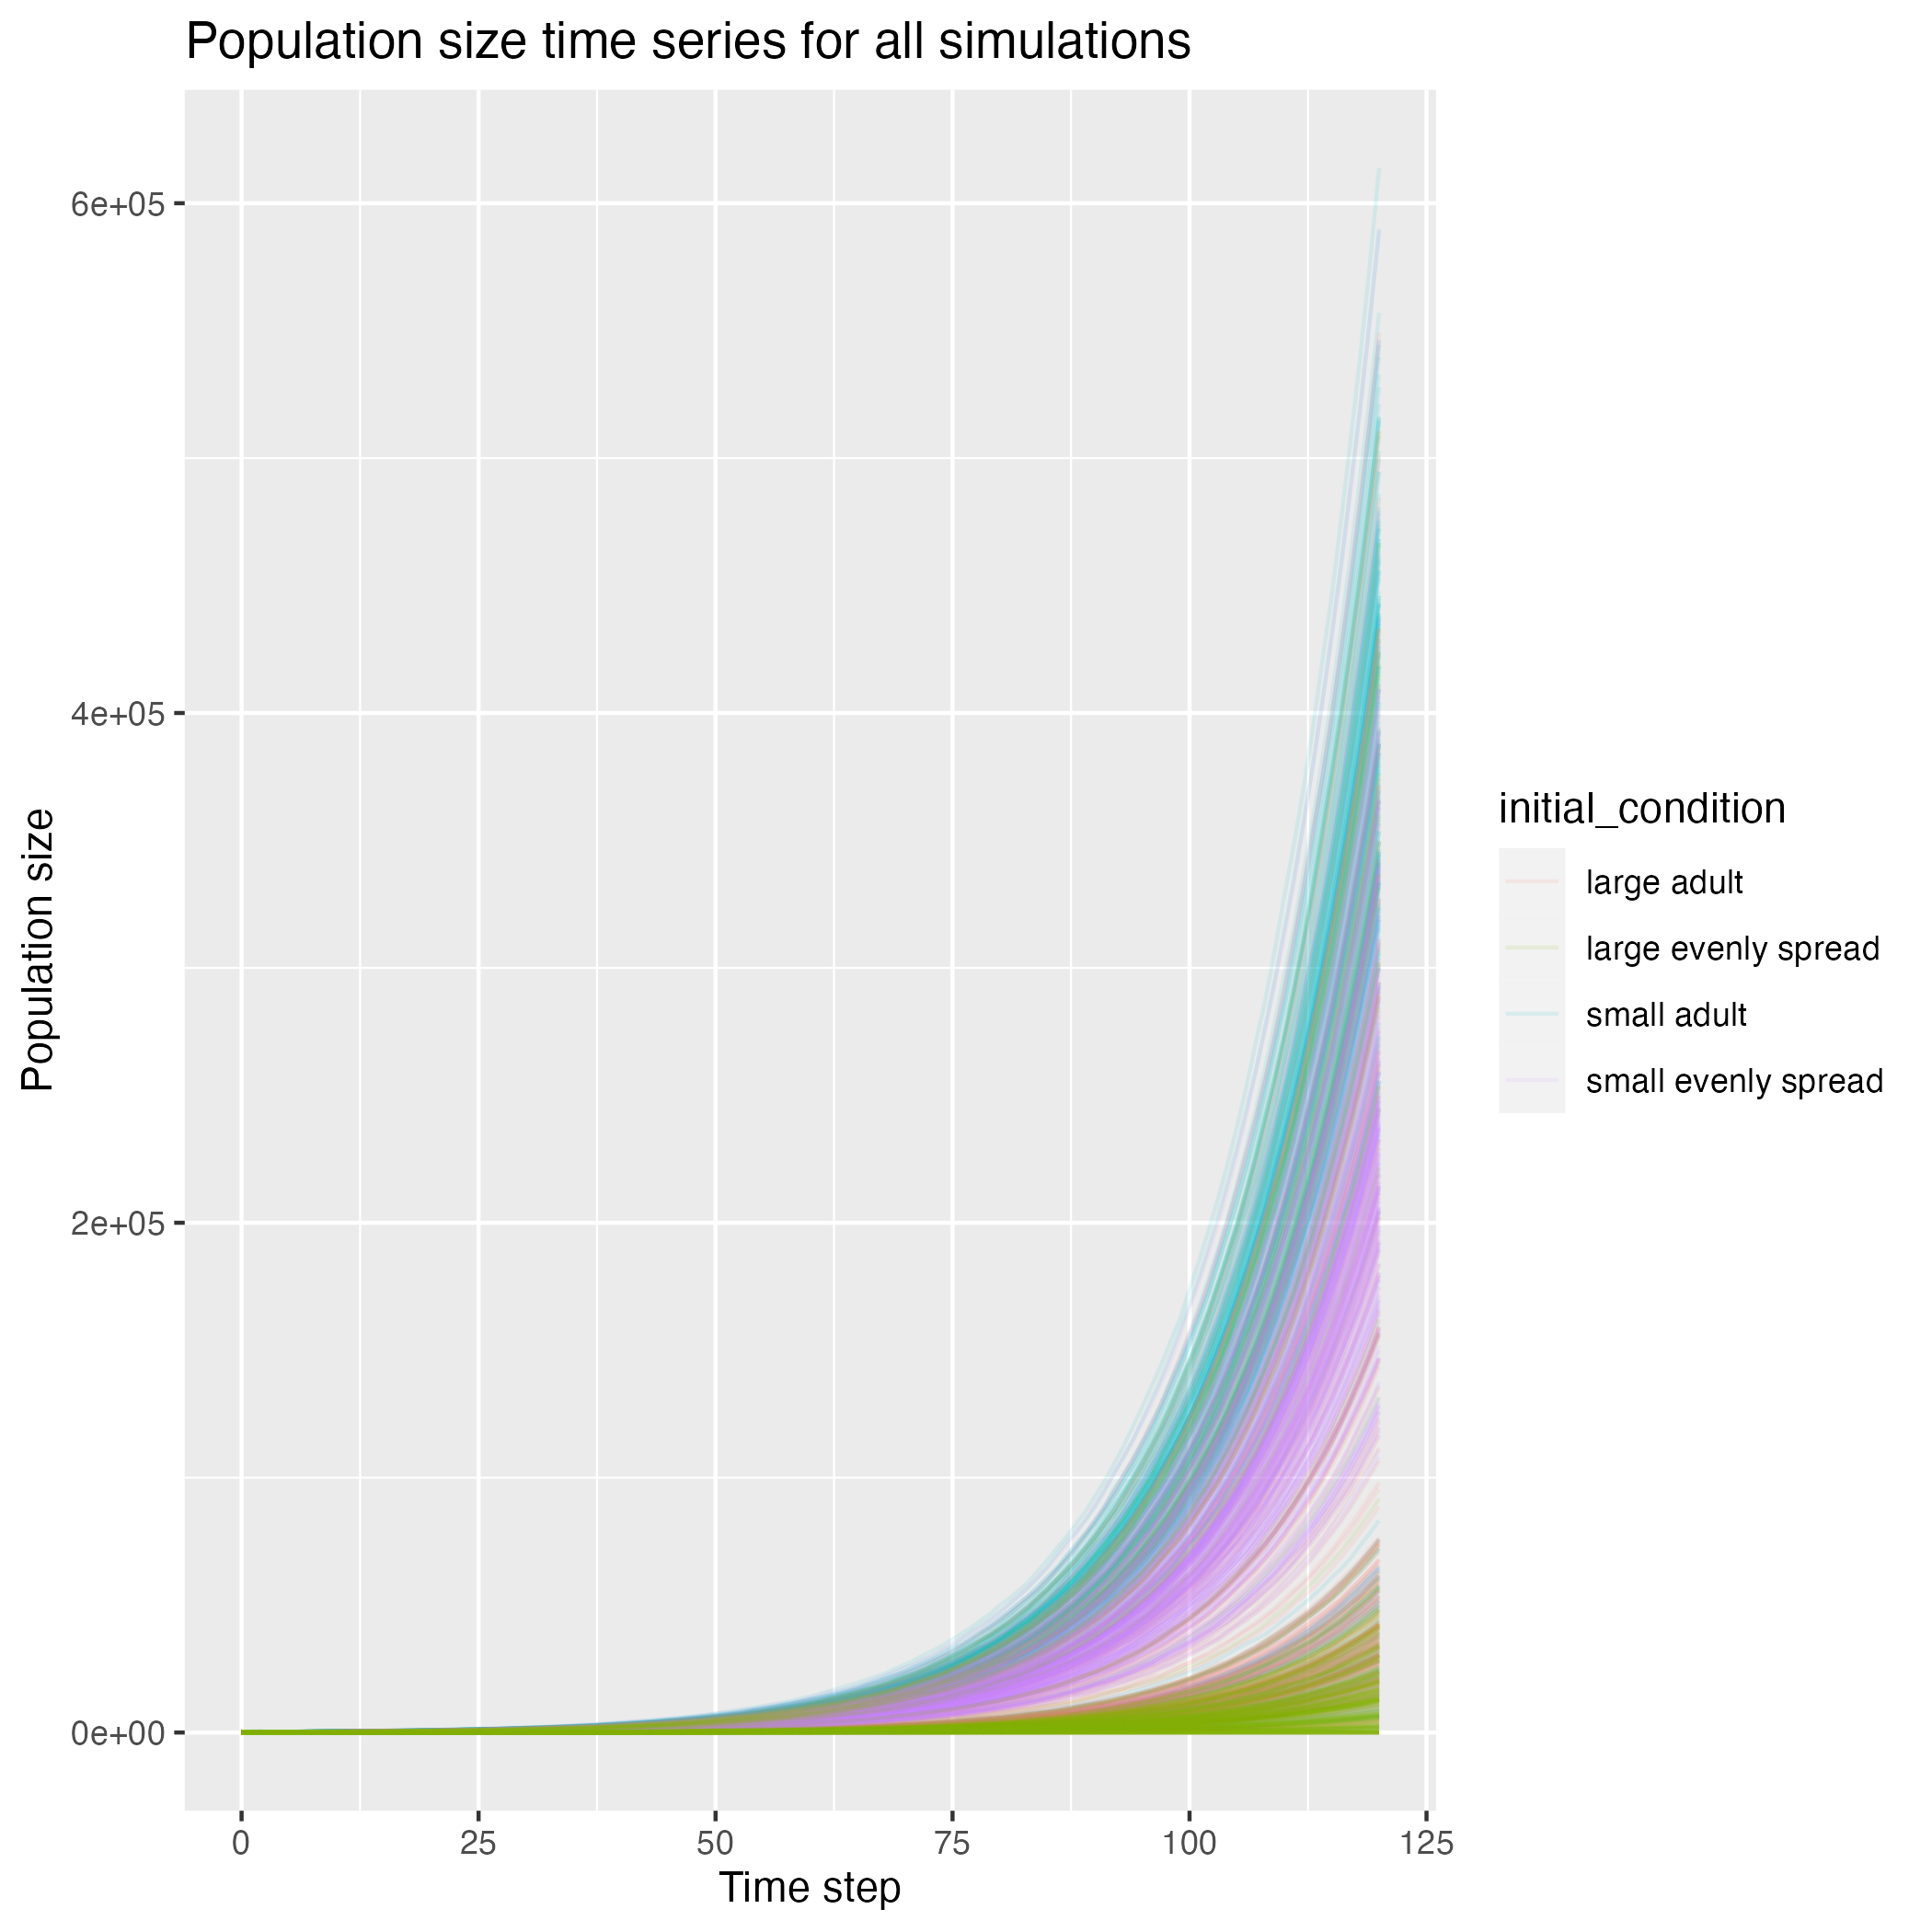 Population size time series for all simulations
6e+05
4e+05
2e+05
0e+00
Population size
0 25 50 75 100 125
Time step
initial_condition
large adult
large evenly spread
small adult
small evenly spread